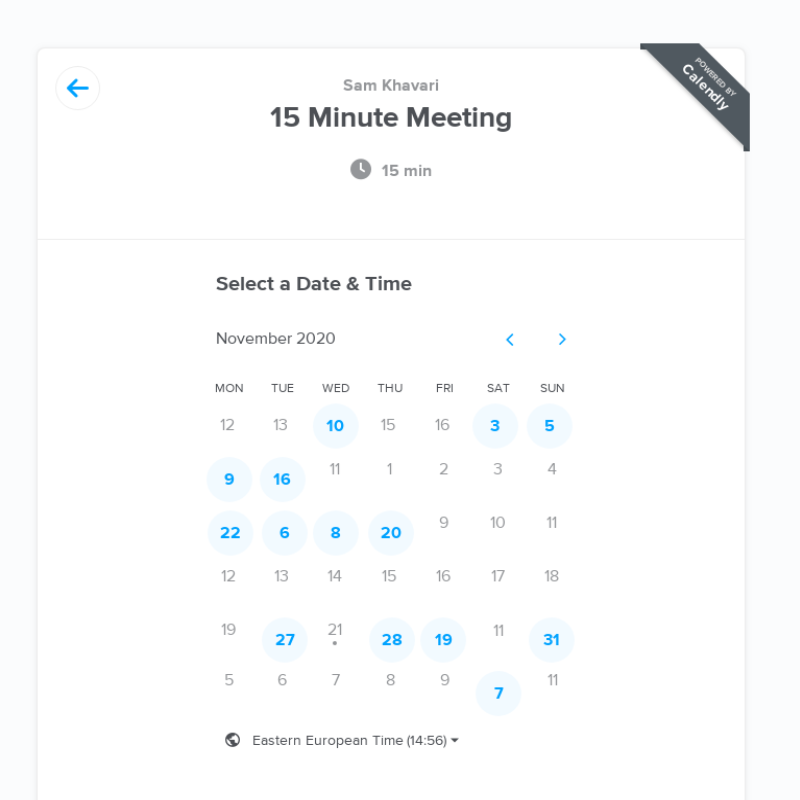 POWERED BY
Calendly
Sam Khavari
15 Minute Meeting
15 min
Select a Date & Time
November 2020
MON TUE WED THU FRI SAT SUN
12 13 10 15 16 3 5
9 16 11 1 2 3 4
22 6 8 20 9 10 11
12 13 14 15 16 17 18
19 27 21 28 19 11 31
5 6 7 8 9 7 11
Eastern European Time (14:56)